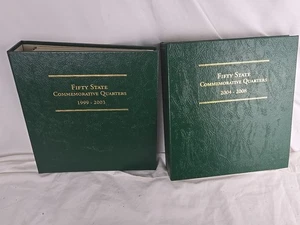 FIFTY STATE
COMMEMORATIVE QUARTERS
1999 - 2003
FIFTY STATE
COMMEMORATIVE QUARTERS
2004 - 2008